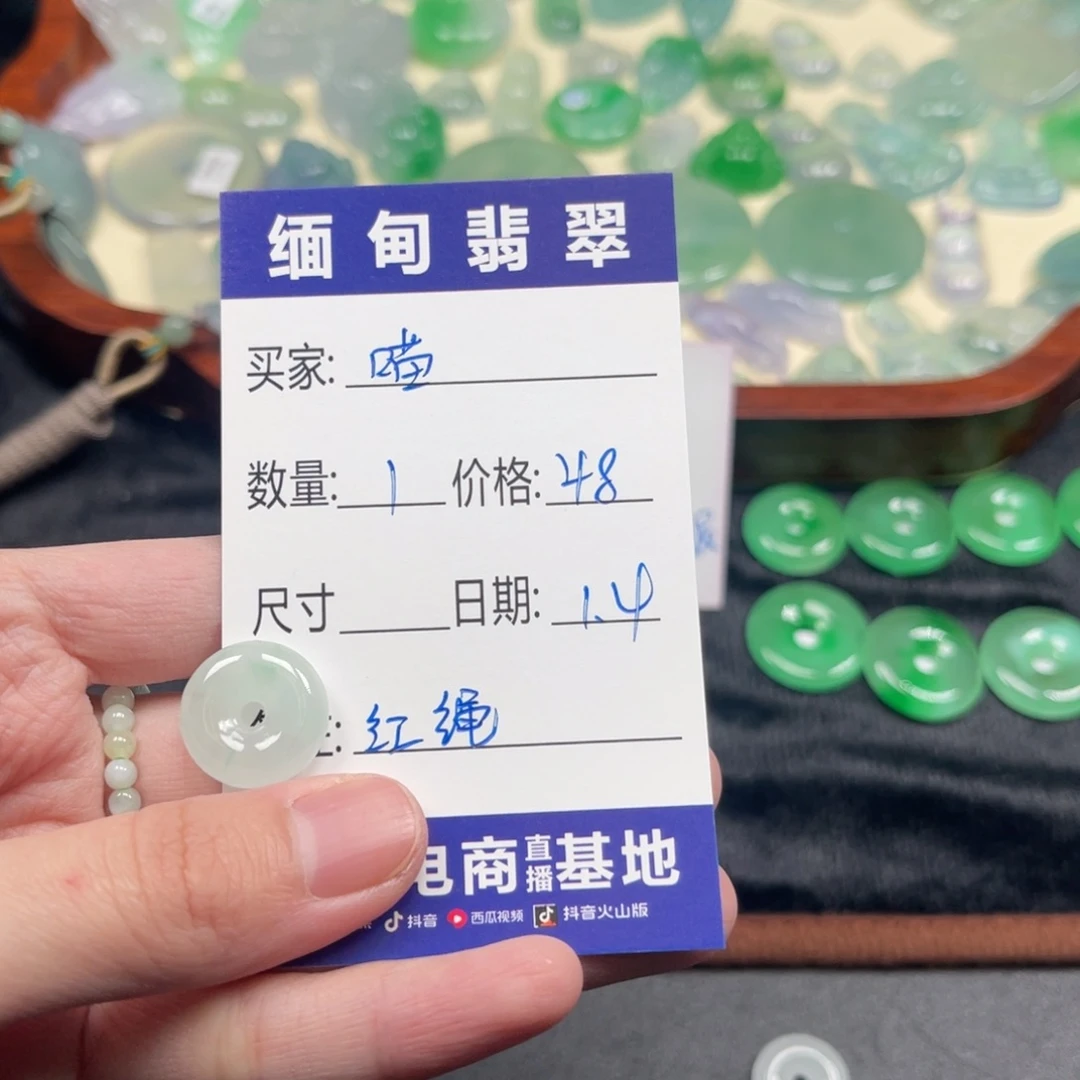 缅甸翡翠
买家: 喵
数量: 1 价格: 48
尺寸 日期: 1.4
: 红绳
电商直播基地
抖音 西瓜视频 抖音火山版